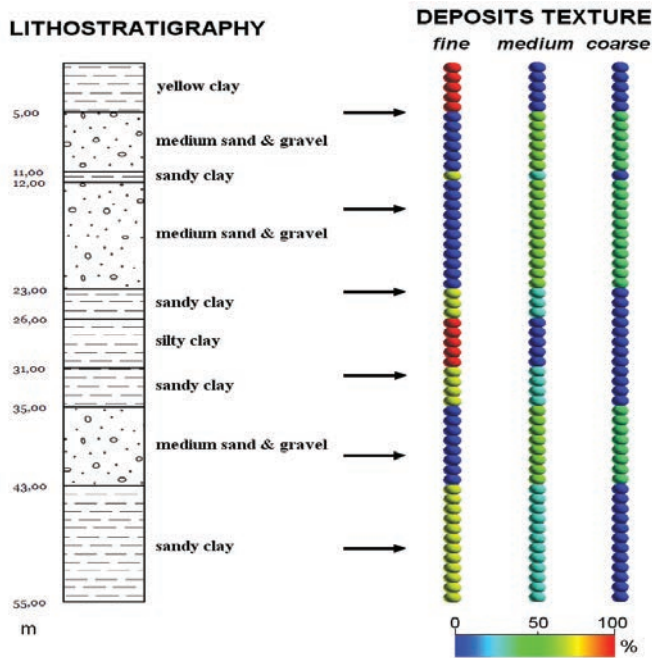 LITHOSTRATIGRAPHY
DEPOSITS TEXTURE
fine medium coarse
yellow clay
5,00
medium sand & gravel
11,00
sandy clay
12,00
medium sand & gravel
23,00
sandy clay
26,00
silty clay
31,00
sandy clay
35,00
medium sand & gravel
43,00
sandy clay
55,00
m
0 50 100
%